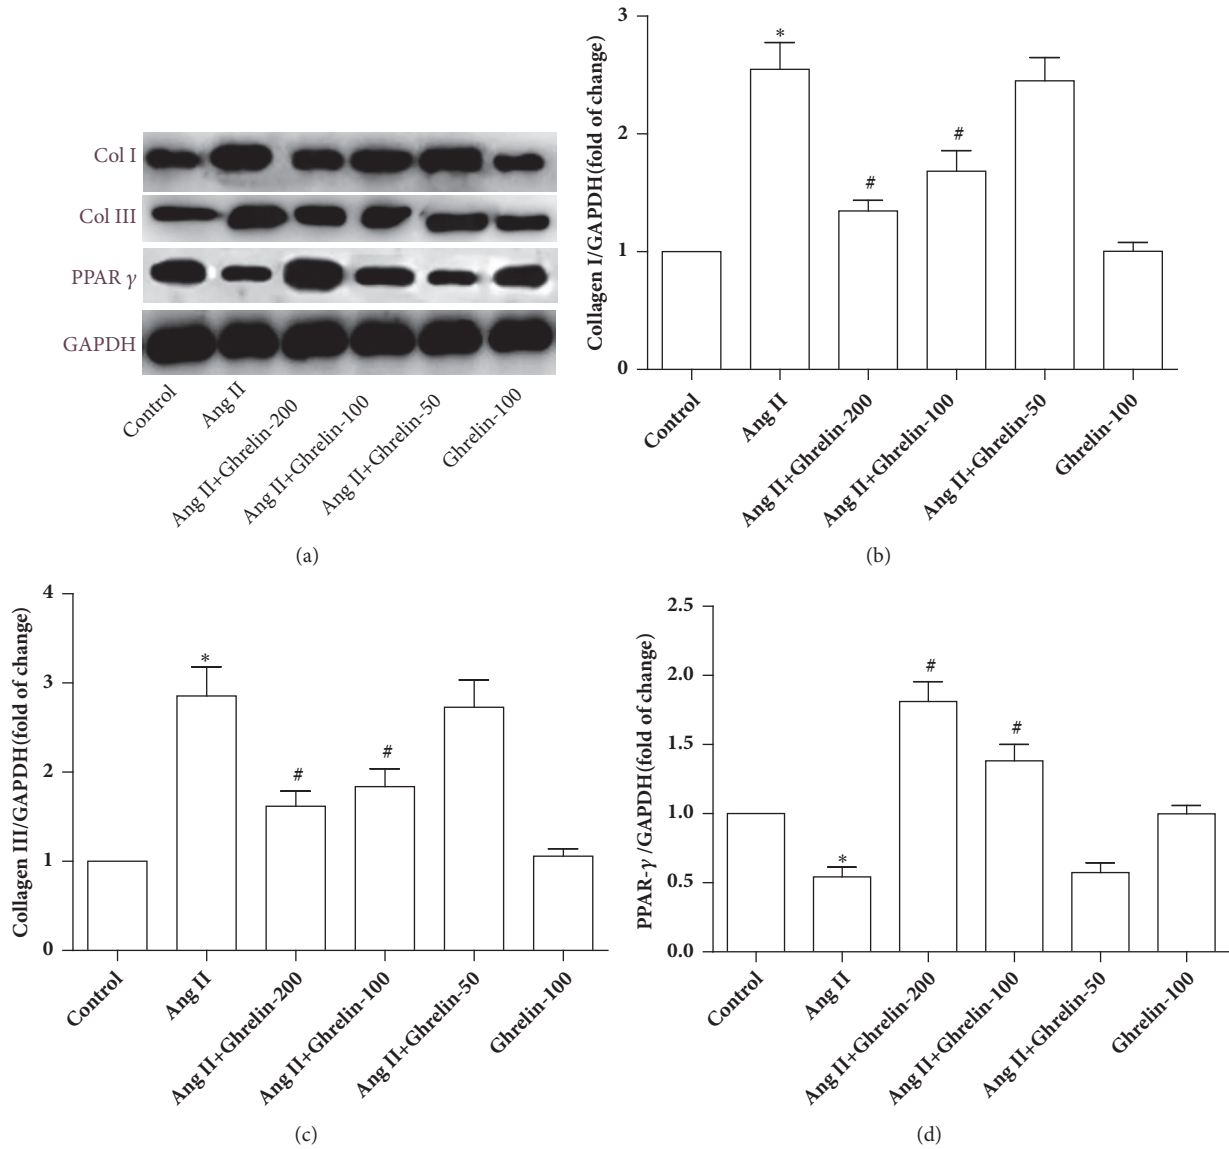 Col I
Col III
PPAR γ
GAPDH
Control
Ang II
Ang II+Ghrelin-200
Ang II+Ghrelin-100
Ang II+Ghrelin-50
Ghrelin-100
(a)
Collagen I/GAPDH(fold of change)
3
2
1
0
*
#
#
Control
Ang II
Ang II+Ghrelin-200
Ang II+Ghrelin-100
Ang II+Ghrelin-50
Ghrelin-100
(b)
Collagen III/GAPDH(fold of change)
4
3
2
1
0
*
#
#
Control
Ang II
Ang II+Ghrelin-200
Ang II+Ghrelin-100
Ang II+Ghrelin-50
Ghrelin-100
(c)
PPAR-γ /GAPDH(fold of change)
2.5
2.0
1.5
1.0
0.5
0.0
*
#
#
Control
Ang II
Ang II+Ghrelin-200
Ang II+Ghrelin-100
Ang II+Ghrelin-50
Ghrelin-100
(d)